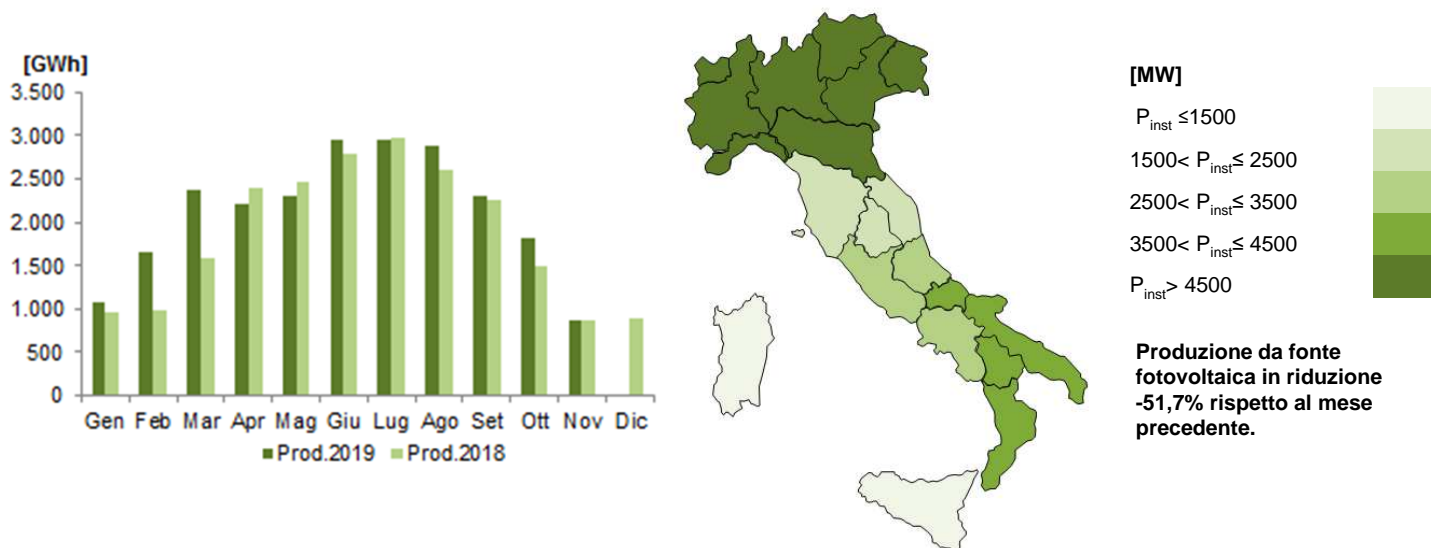 [GWh]
3.500
3.000
2.500
2.000
1.500
1.000
500
0
Gen Feb Mar Apr Mag Giu Lug Ago Set Ott Nov Dic
Prod.2019 Prod.2018
[MW]
Pinst ≤1500
1500< Pinst≤ 2500
2500< Pinst≤ 3500
3500< Pinst≤ 4500
Pinst> 4500
Produzione da fonte
fotovoltaica in riduzione
-51,7% rispetto al mese
precedente.